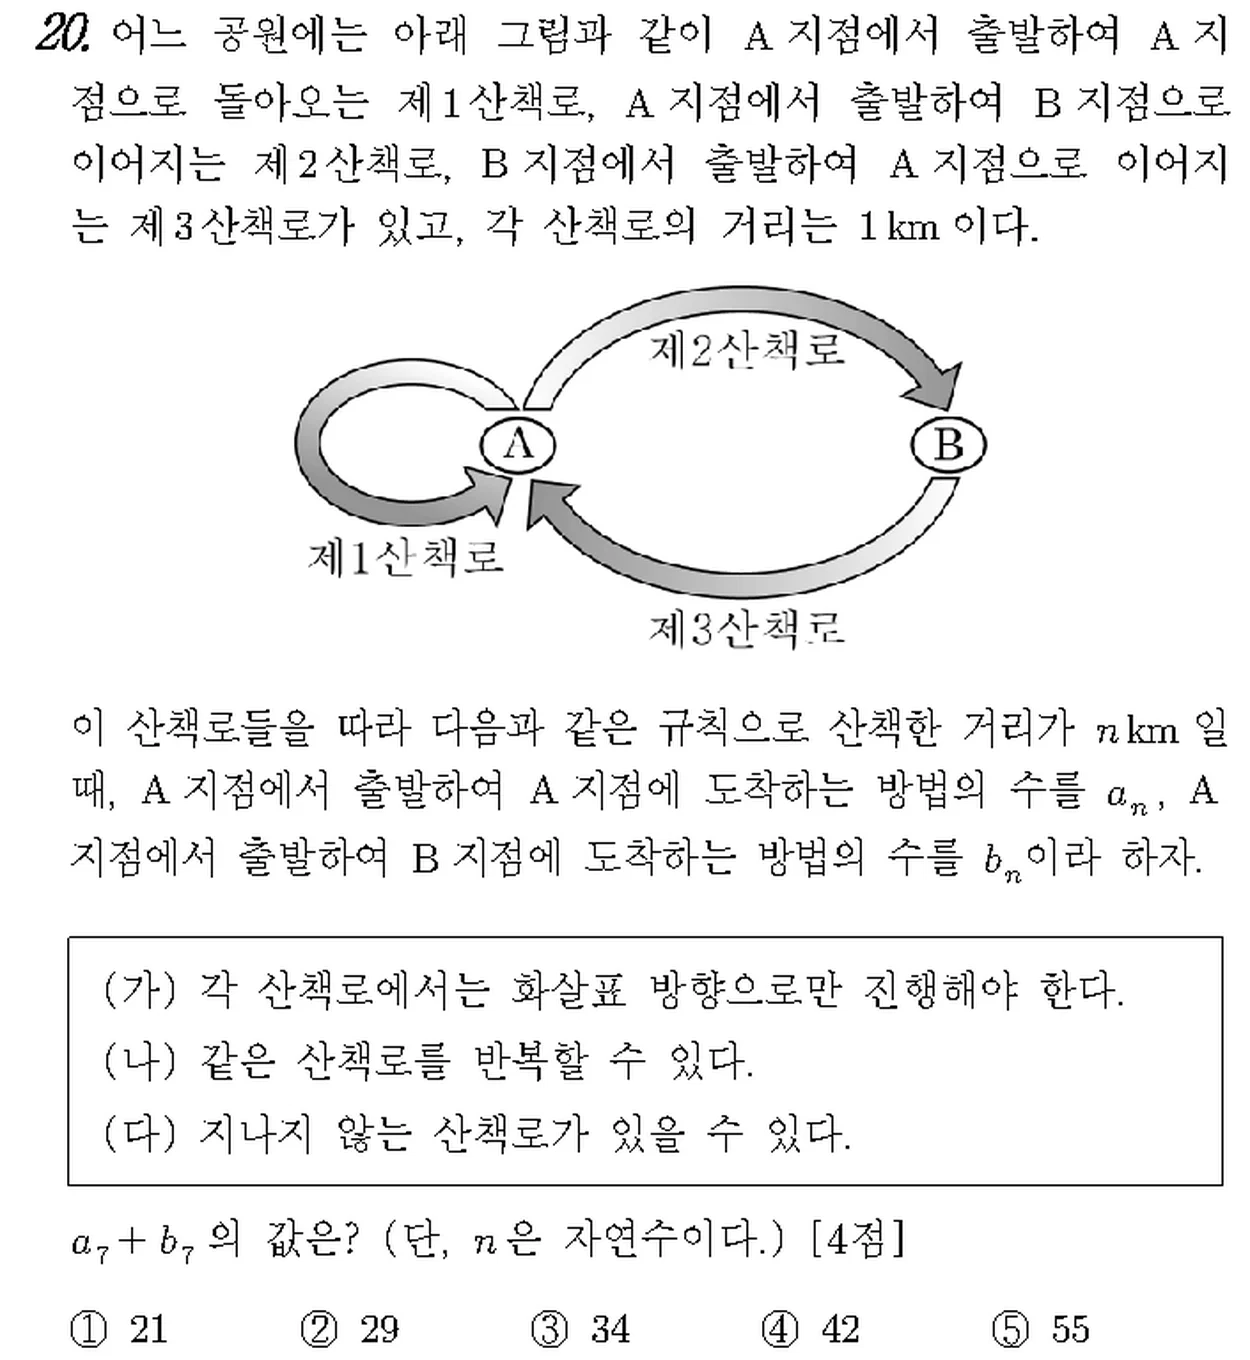 20. 어느 공원에는 아래 그림과 같이 A 지점에서 출발하여 A 지
점으로 돌아오는 제1산책로, A 지점에서 출발하여 B 지점으로
이어지는 제2산책로, B 지점에서 출발하여 A 지점으로 이어지
는 제3산책로가 있고, 각 산책로의 거리는 1km 이다.
제2산책로
A
B
제1산책로
제3산책로
이 산책로들을 따라 다음과 같은 규칙으로 산책한 거리가 n km 일
때, A 지점에서 출발하여 A 지점에 도착하는 방법의 수를 aₙ, A
지점에서 출발하여 B 지점에 도착하는 방법의 수를 bₙ이라 하자.
(가) 각 산책로에서는 화살표 방향으로만 진행해야 한다.
(나) 같은 산책로를 반복할 수 있다.
(다) 지나지 않는 산책로가 있을 수 있다.
a₇+b₇의 값은? (단, n은 자연수이다.) [4점]
① 21 ② 29 ③ 34 ④ 42 ⑤ 55